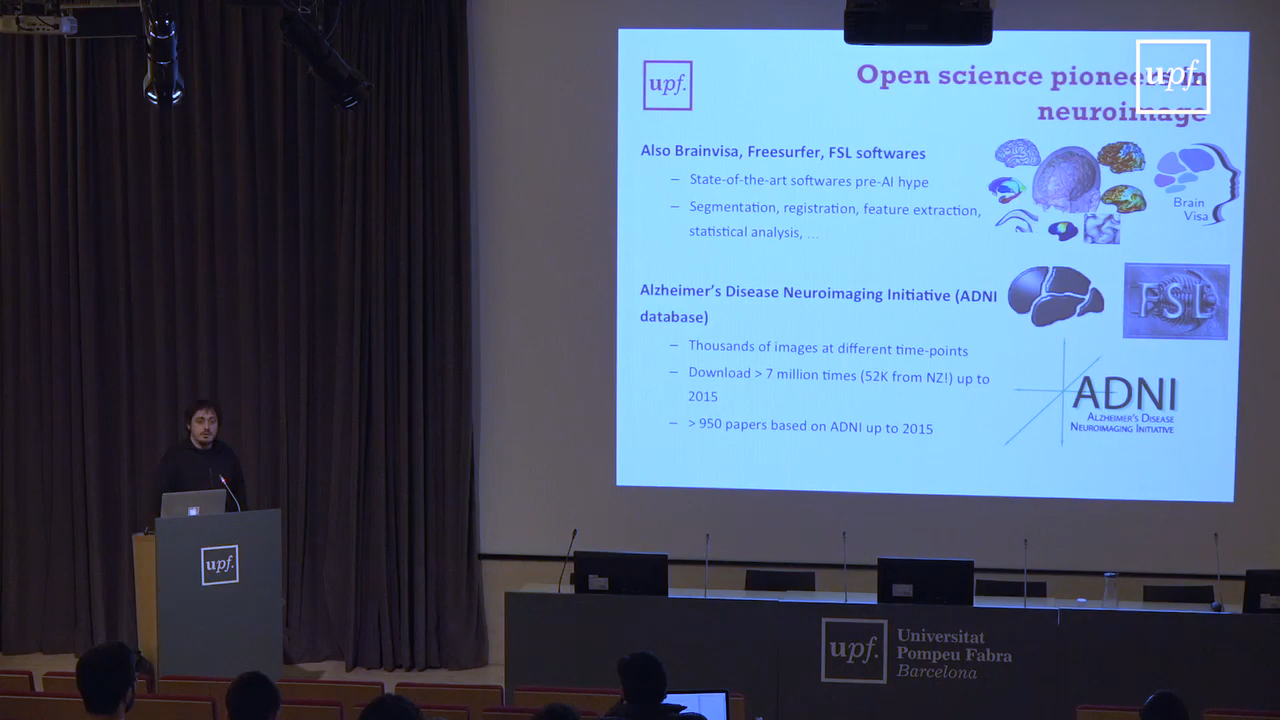 upf.
upf.
Open science pioneers in
neuroimage
Also Brainvisa, Freesurfer, FSL softwares
– State-of-the-art softwares pre-AI hype
– Segmentation, registration, feature extraction,
statistical analysis, ...
Brain
Visa
Alzheimer's Disease Neuroimaging Initiative (ADNI
database)
– Thousands of images at different time-points
– Download > 7 million times (52K from NZ!) up to
2015
– > 950 papers based on ADNI up to 2015
FSL
ADNI
ALZHEIMER'S DISEASE
NEUROIMAGING INITIATIVE
upf.
upf.
Universitat
Pompeu Fabra
Barcelona